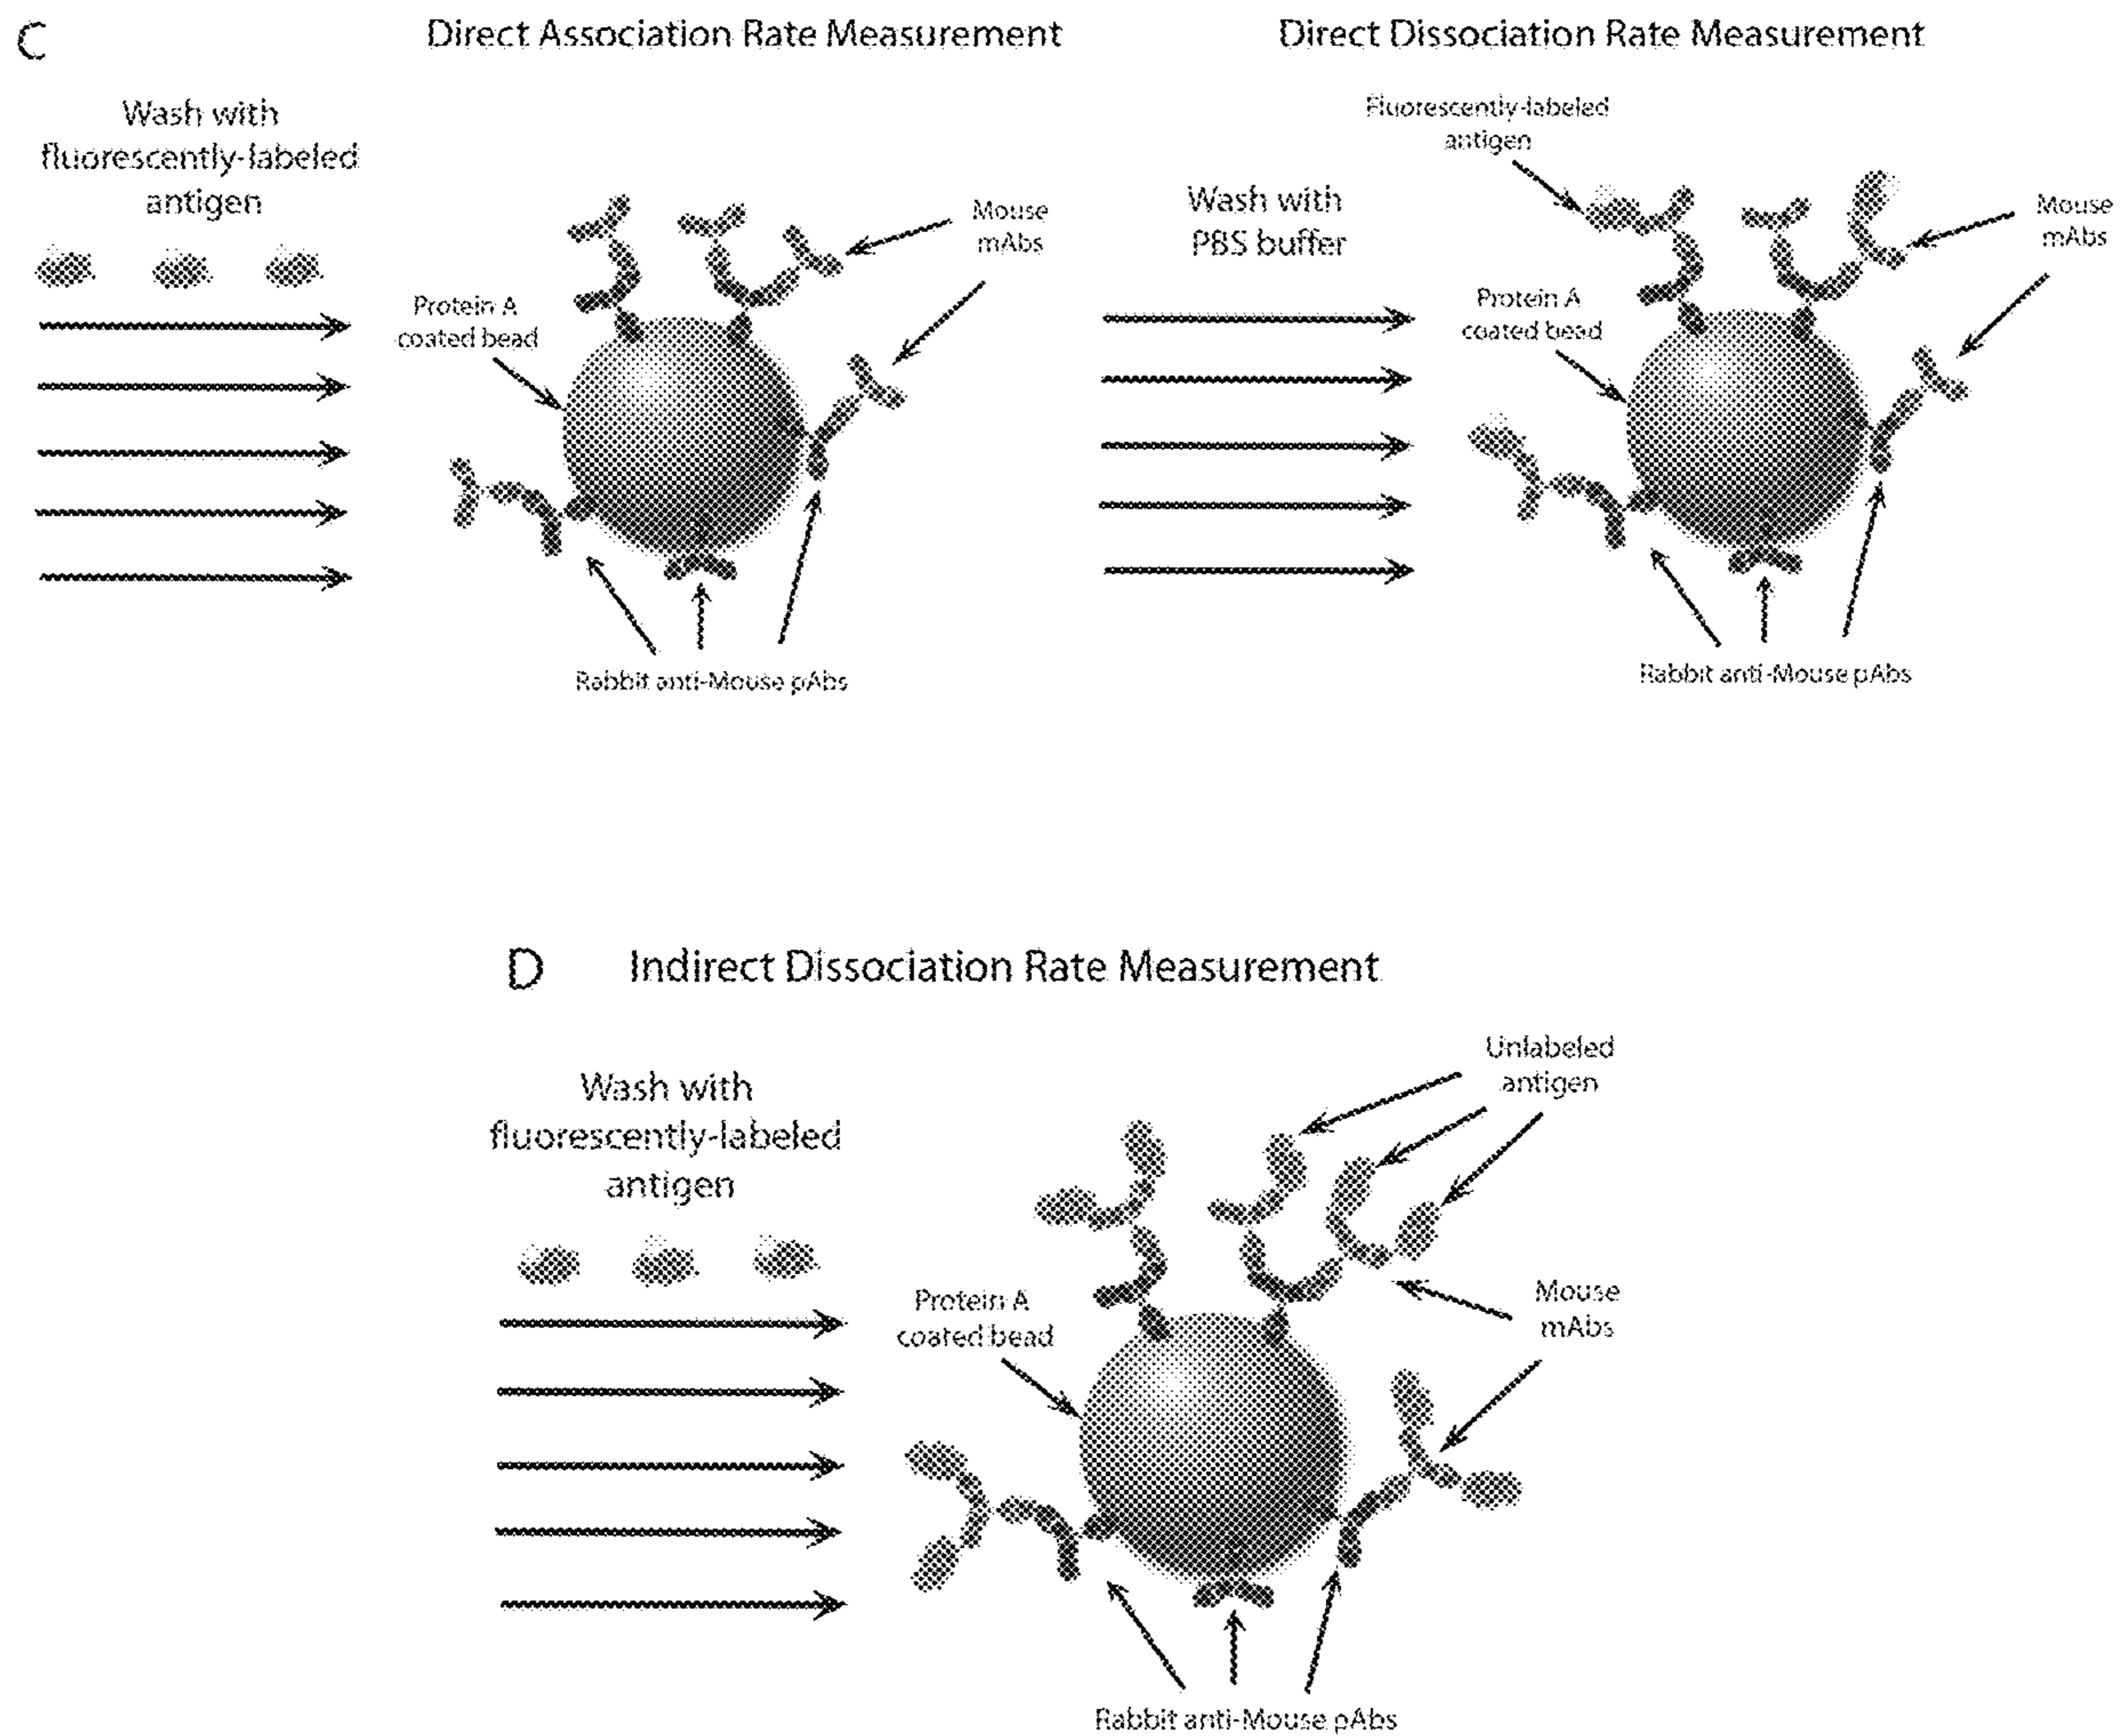 C
Direct Association Rate Measurement
Wash with
fluorescently-labeled
antigen
Mouse
mAbs
Protein A
coated bead
Rabbit anti-Mouse pAbs
Direct Dissociation Rate Measurement
Fluorescently-labeled
antigen
Wash with
PBS buffer
Mouse
mAbs
Protein A
coated bead
Rabbit anti-Mouse pAbs
D
Indirect Dissociation Rate Measurement
Unlabeled
antigen
Wash with
fluorescently-labeled
antigen
Protein A
coated bead
Mouse
mAbs
Rabbit anti-Mouse pAbs